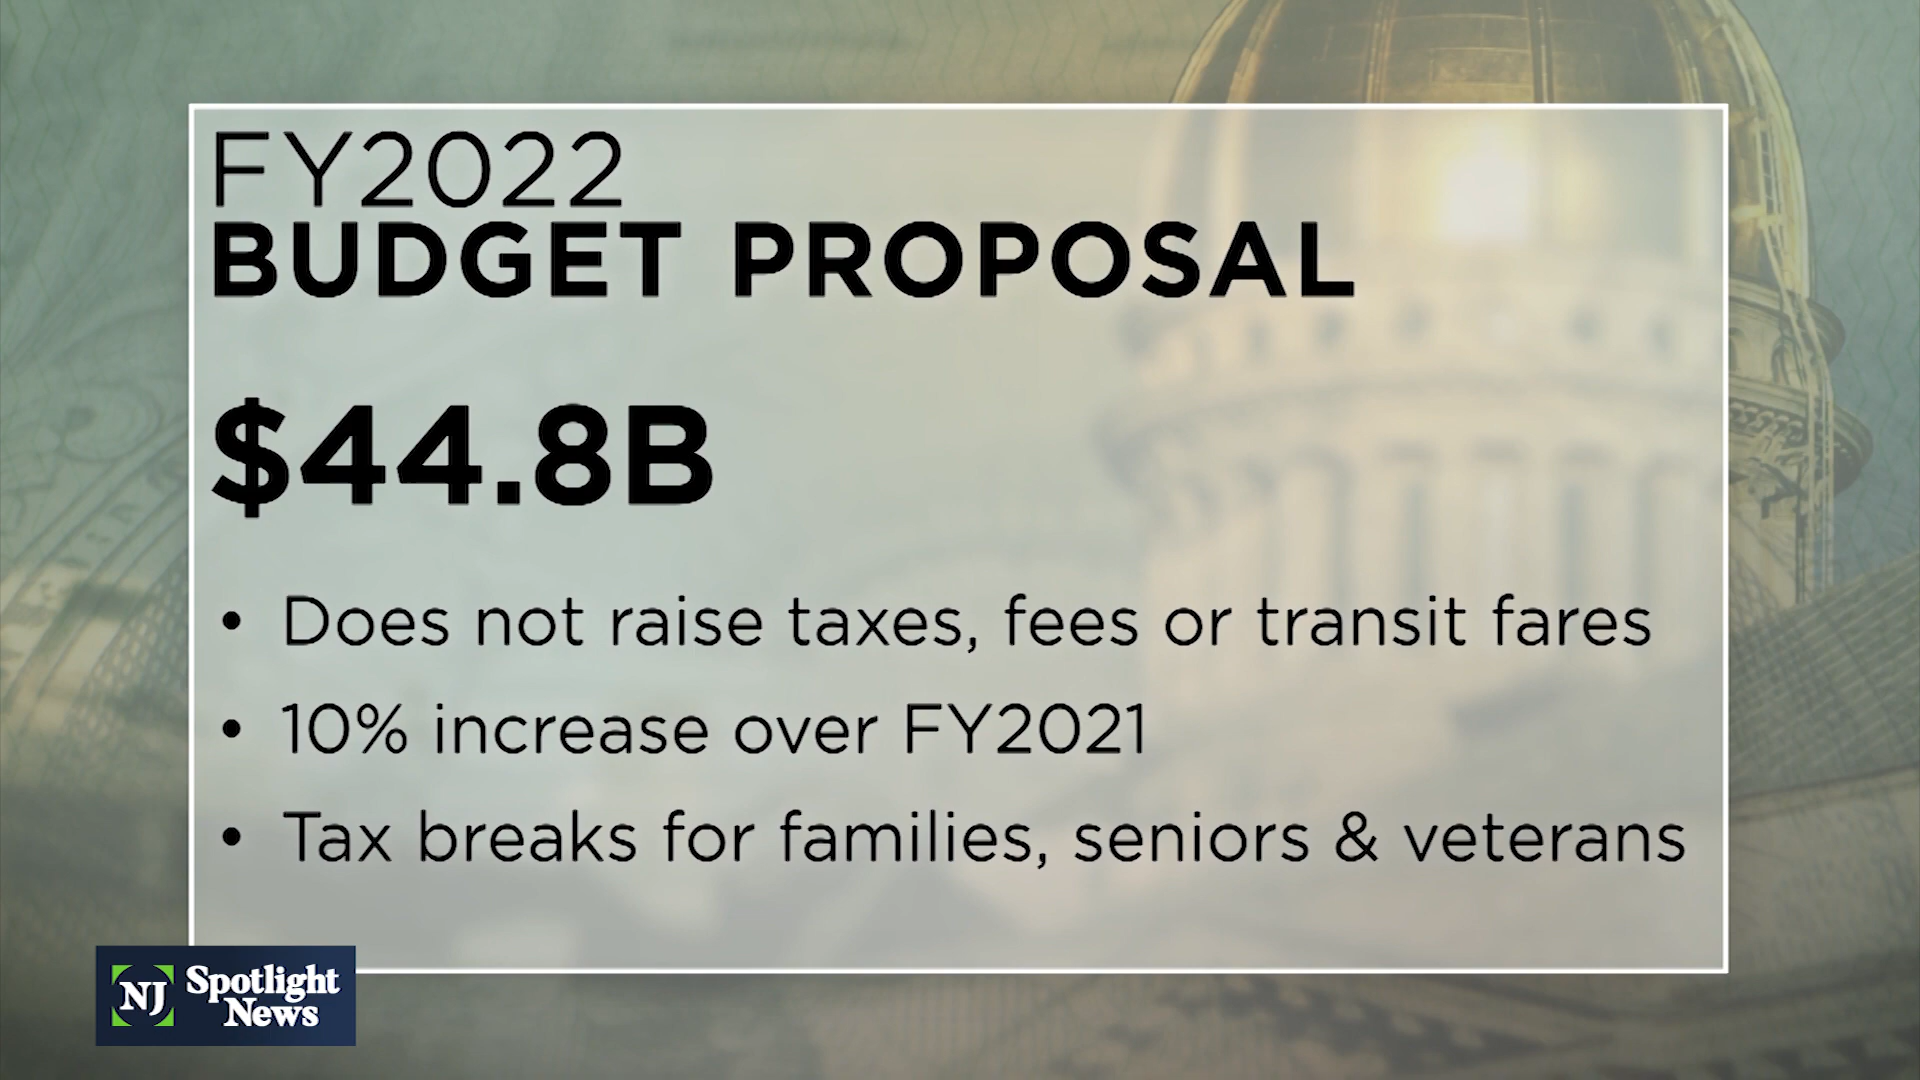 FY2022
BUDGET PROPOSAL
$44.8B
• Does not raise taxes, fees or transit fares
• 10% increase over FY2021
• Tax breaks for families, seniors & veterans
NJ Spotlight
News